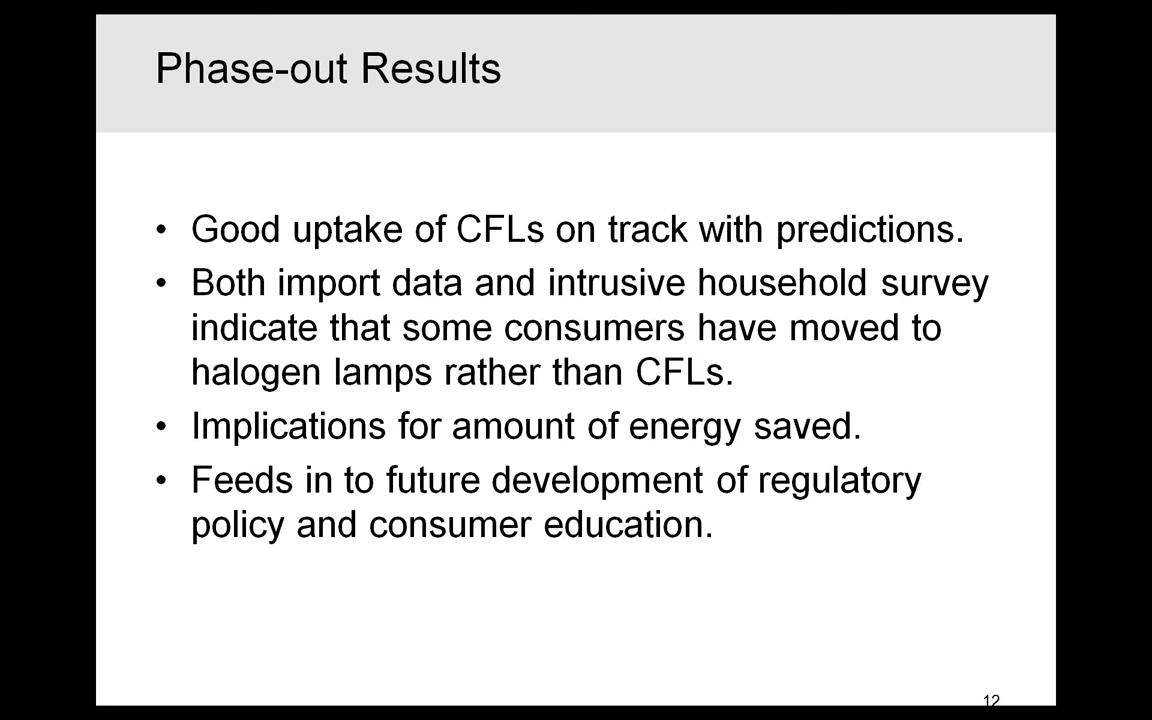 Phase-out Results
• Good uptake of CFLs on track with predictions.
• Both import data and intrusive household survey
indicate that some consumers have moved to
halogen lamps rather than CFLs.
• Implications for amount of energy saved.
• Feeds in to future development of regulatory
policy and consumer education.
12